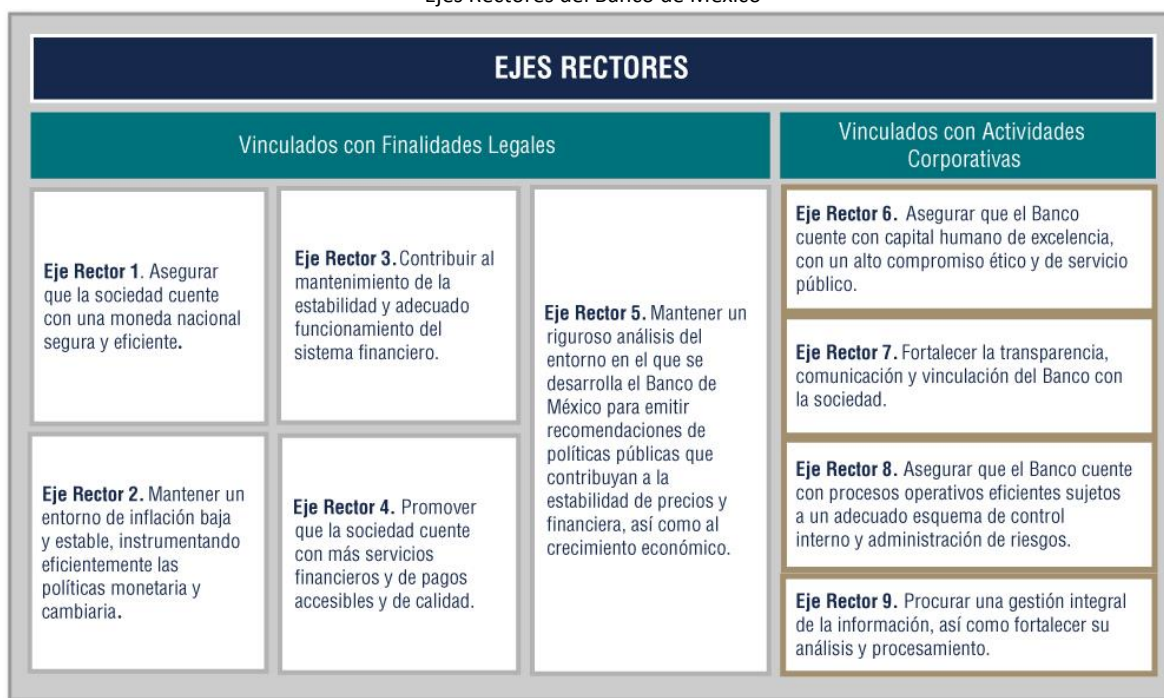 Ejes Rectores del Banco de México
EJES RECTORES
Vinculados con Finalidades Legales
Eje Rector 1. Asegurar
que la sociedad cuente
con una moneda nacional
segura y eficiente.
Eje Rector 2. Mantener un
entorno de inflación baja
y estable, instrumentando
eficientemente las
políticas monetaria y
cambiaria.
Eje Rector 3. Contribuir al
mantenimiento de la
estabilidad y adecuado
funcionamiento del
sistema financiero.
Eje Rector 4. Promover
que la sociedad cuente
con más servicios
financieros y de pagos
accesibles y de calidad.
Eje Rector 5. Mantener un
riguroso análisis del
entorno en el que se
desarrolla el Banco de
México para emitir
recomendaciones de
políticas públicas que
contribuyan a la
estabilidad de precios y
financiera, así como al
crecimiento económico.
Vinculados con Actividades
Corporativas
Eje Rector 6. Asegurar que el Banco
cuente con capital humano de excelencia,
con un alto compromiso ético y de servicio
público.
Eje Rector 7. Fortalecer la transparencia,
comunicación y vinculación del Banco con
la sociedad.
Eje Rector 8. Asegurar que el Banco cuente
con procesos operativos eficientes sujetos
a un adecuado esquema de control
interno y administración de riesgos.
Eje Rector 9. Procurar una gestión integral
de la información, así como fortalecer su
análisis y procesamiento.